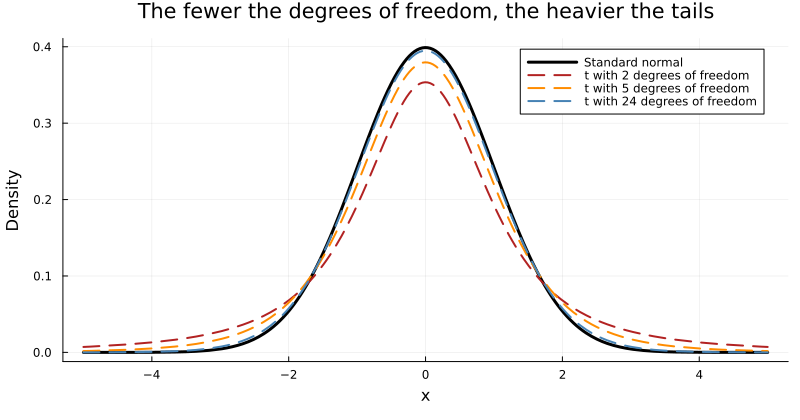 The fewer the degrees of freedom, the heavier the tails
Standard normal
t with 2 degrees of freedom
t with 5 degrees of freedom
t with 24 degrees of freedom
Density
0.4
0.3
0.2
0.1
0.0
−4
−2
0
2
4
x